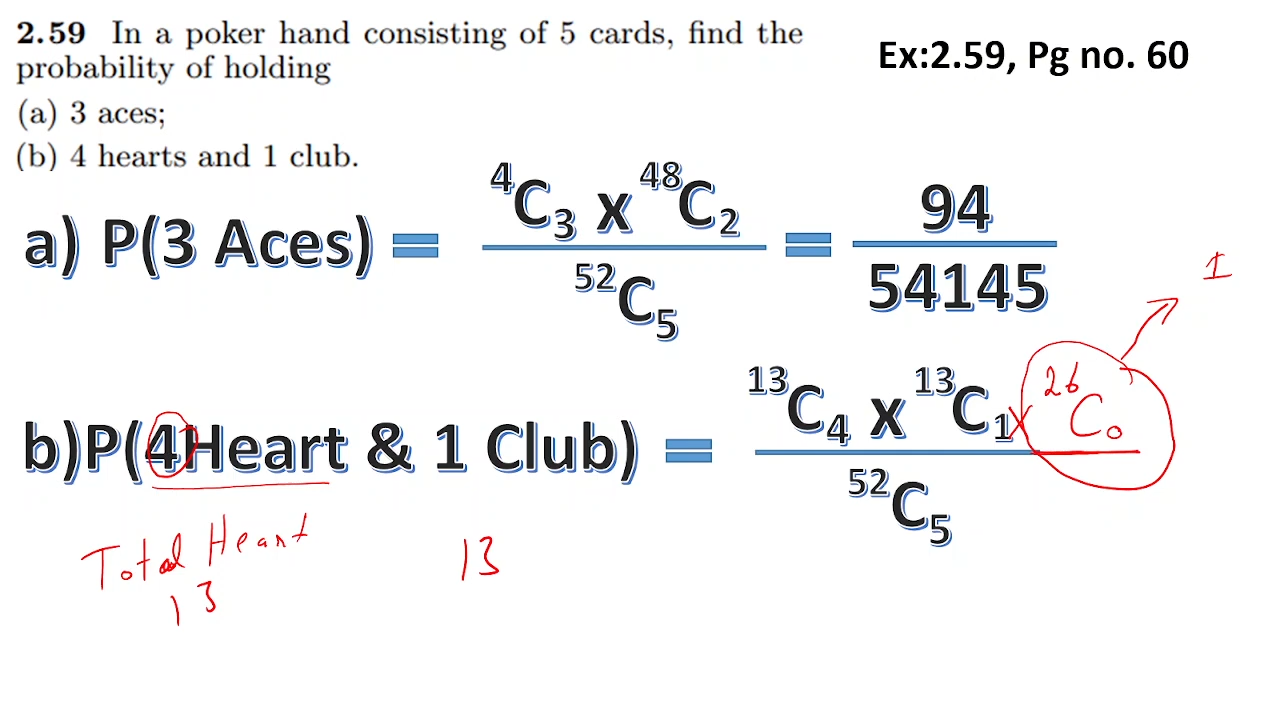 2.59 In a poker hand consisting of 5 cards, find the
probability of holding
(a) 3 aces;
(b) 4 hearts and 1 club.
Ex:2.59, Pg no. 60
a) P(3 Aces) = ⁴C₃ x ⁴⁸C₂ / ⁵²C₅ = 94 / 54145
1
b)P(4Heart & 1 Club) = ¹³C₄ x ¹³C₁ x ²⁶C₀ / ⁵²C₅
Total Heart
13
13